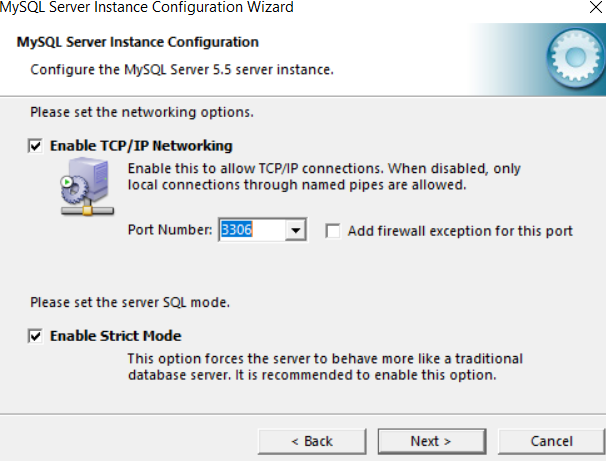 MySQL Server Instance Configuration Wizard
MySQL Server Instance Configuration
Configure the MySQL Server 5.5 server instance.
Please set the networking options.
Enable TCP/IP Networking
Enable this to allow TCP/IP connections. When disabled, only
local connections through named pipes are allowed.
Port Number: 3306 Add firewall exception for this port
Please set the server SQL mode.
Enable Strict Mode
This option forces the server to behave more like a traditional
database server. It is recommended to enable this option.
< Back Next > Cancel